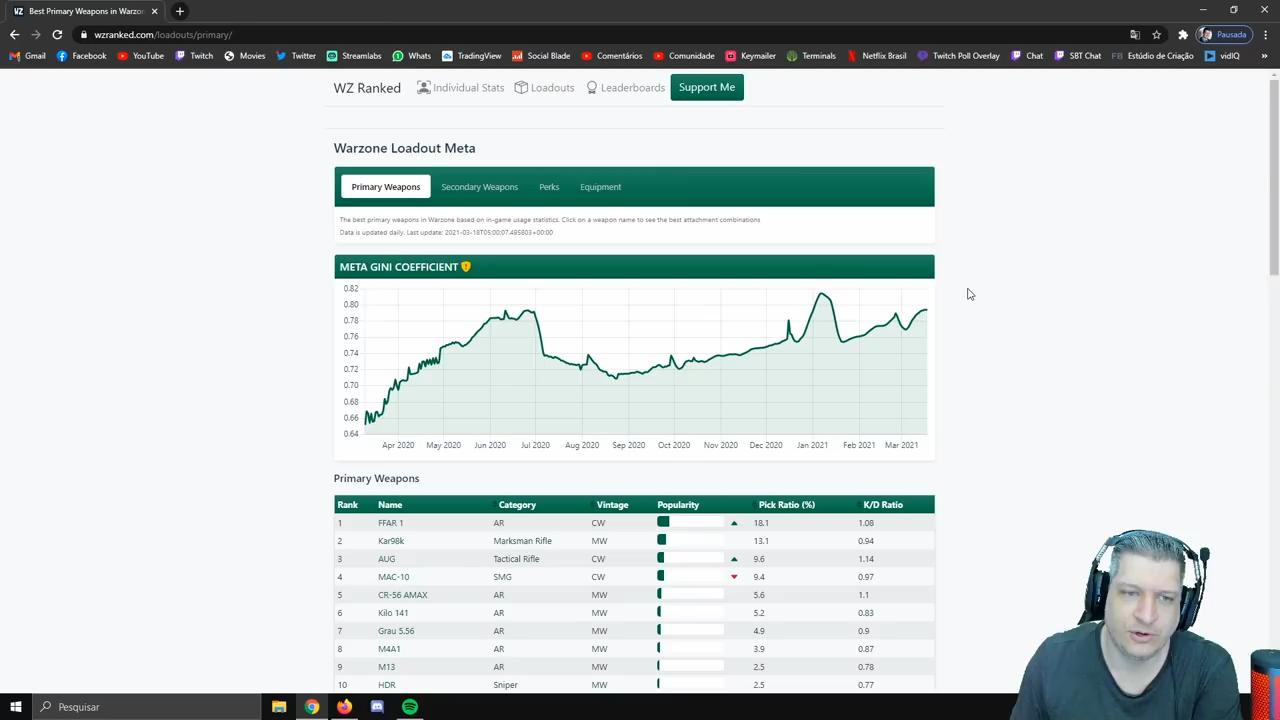 WZ Best Primary Weapons in Warzon
wzranked.com/loadouts/primary/
Pausada
Gmail Facebook YouTube Twitch Movies Twitter Streamlabs Whats TradingView Social Blade Comentários Comunidade Keymailer Terminals Netflix Brasil Twitch Poll Overlay Chat SBT Chat FB Estúdio de Criação vidIQ »
WZ Ranked Individual Stats Loadouts Leaderboards Support Me
Warzone Loadout Meta
Primary Weapons Secondary Weapons Perks Equipment
The best primary weapons in Warzone based on in-game usage statistics. Click on a weapon name to see the best attachment combinations
Data is updated daily. Last update: 2021-03-18T05:00:07.495603+00:00
META GINI COEFFICIENT
0.82
0.80
0.78
0.76
0.74
0.72
0.70
0.68
0.66
0.64
Apr 2020 May 2020 Jun 2020 Jul 2020 Aug 2020 Sep 2020 Oct 2020 Nov 2020 Dec 2020 Jan 2021 Feb 2021 Mar 2021
Primary Weapons
Rank Name Category Vintage Popularity Pick Ratio (%) K/D Ratio
1 FFAR 1 AR CW 18.1 1.08
2 Kar98k Marksman Rifle MW 13.1 0.94
3 AUG Tactical Rifle CW 9.6 1.14
4 MAC-10 SMG CW 9.4 0.97
5 CR-56 AMAX AR MW 5.6 1.1
6 Kilo 141 AR MW 5.2 0.83
7 Grau 5.56 AR MW 4.9 0.9
8 M4A1 AR MW 3.9 0.87
9 M13 AR MW 2.5 0.78
10 HDR Sniper MW 2.5 0.77
Pesquisar